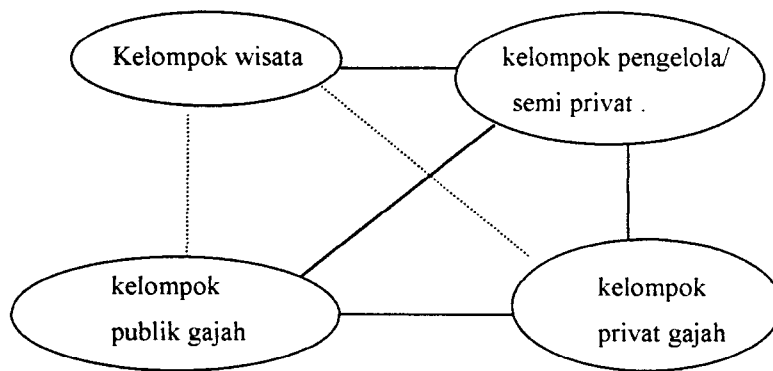 Kelompok wisata
kelompok pengelola/
semi privat .
kelompok
publik gajah
kelompok
privat gajah